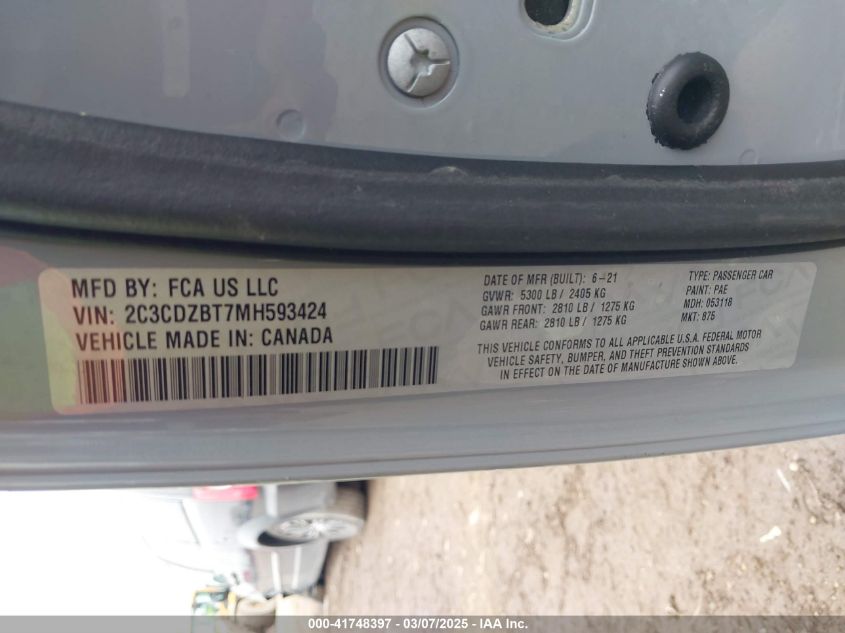 MFD BY: FCA US LLC
VIN: 2C3CDZBT7MH593424
VEHICLE MADE IN: CANADA
DATE OF MFR (BUILT): 6-21
GVWR: 5300 LB / 2405 KG
GAWR FRONT: 2810 LB / 1275 KG
GAWR REAR: 2810 LB / 1275 KG
TYPE: PASSENGER CAR
PAINT: PAE
MDH: 053118
MKT: 875
THIS VEHICLE CONFORMS TO ALL APPLICABLE U.S.A. FEDERAL MOTOR
VEHICLE SAFETY, BUMPER, AND THEFT PREVENTION STANDARDS
IN EFFECT ON THE DATE OF MANUFACTURE SHOWN ABOVE.
000-41748397 - 03/07/2025 - IAA Inc.